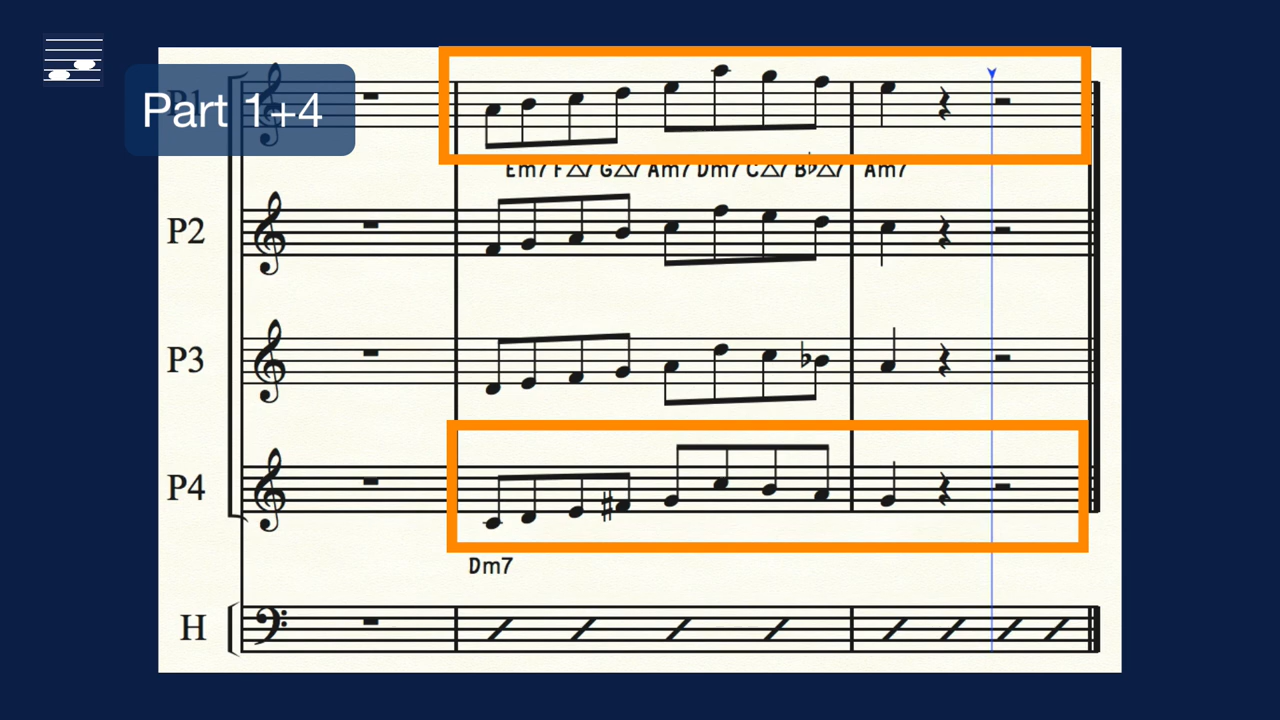 Part 1+4
Em7 F△7 G△7 Am7 Dm7 C△7 B♭△7 Am7
P2
P3
P4
Dm7
H